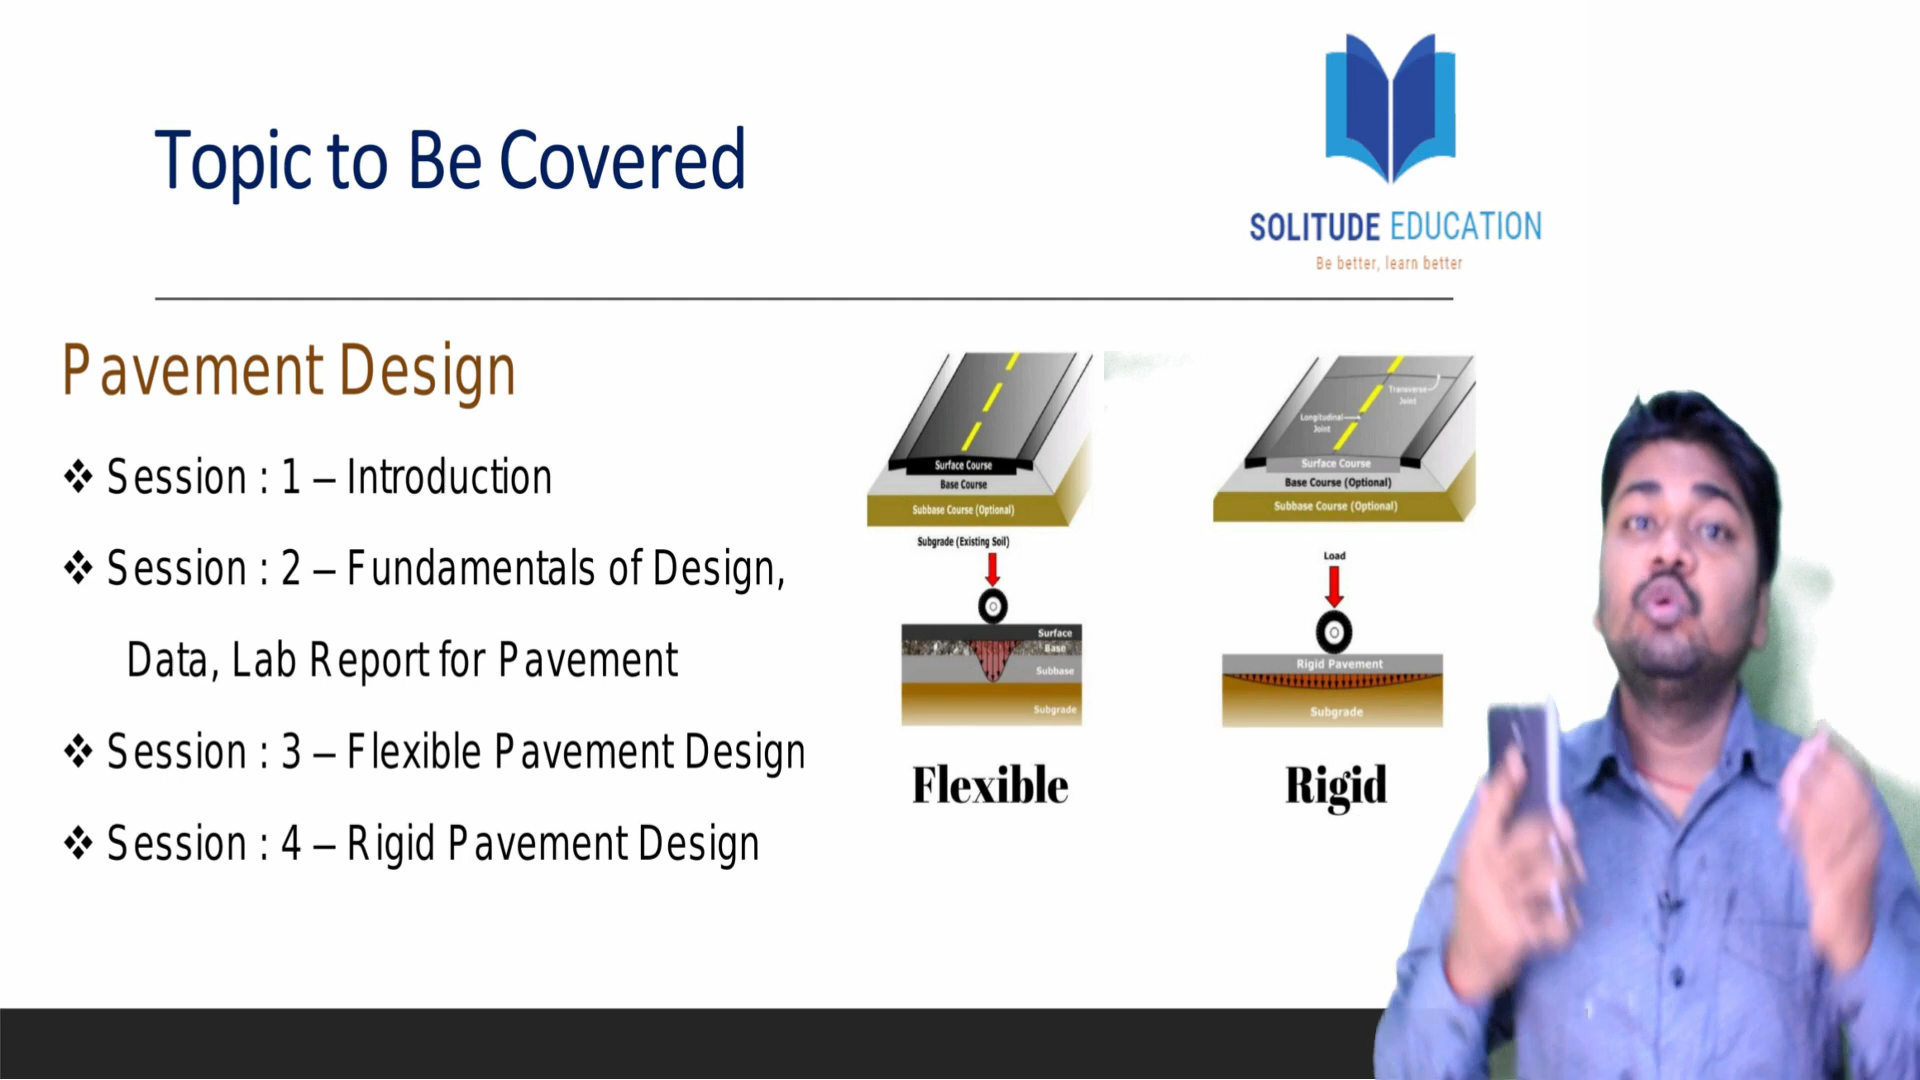 Topic to Be Covered
SOLITUDE EDUCATION
Be better, learn better
Pavement Design
❖ Session : 1 – Introduction
❖ Session : 2 – Fundamentals of Design,
Data, Lab Report for Pavement
❖ Session : 3 – Flexible Pavement Design
❖ Session : 4 – Rigid Pavement Design
Surface Course
Base Course
Subbase Course (Optional)
Subgrade (Existing Soil)
Surface
Base
Subbase
Subgrade
Flexible
Transverse
Joint
Longitudinal
Joint
Surface Course
Base Course (Optional)
Subbase Course (Optional)
Load
Rigid Pavement
Subgrade
Rigid